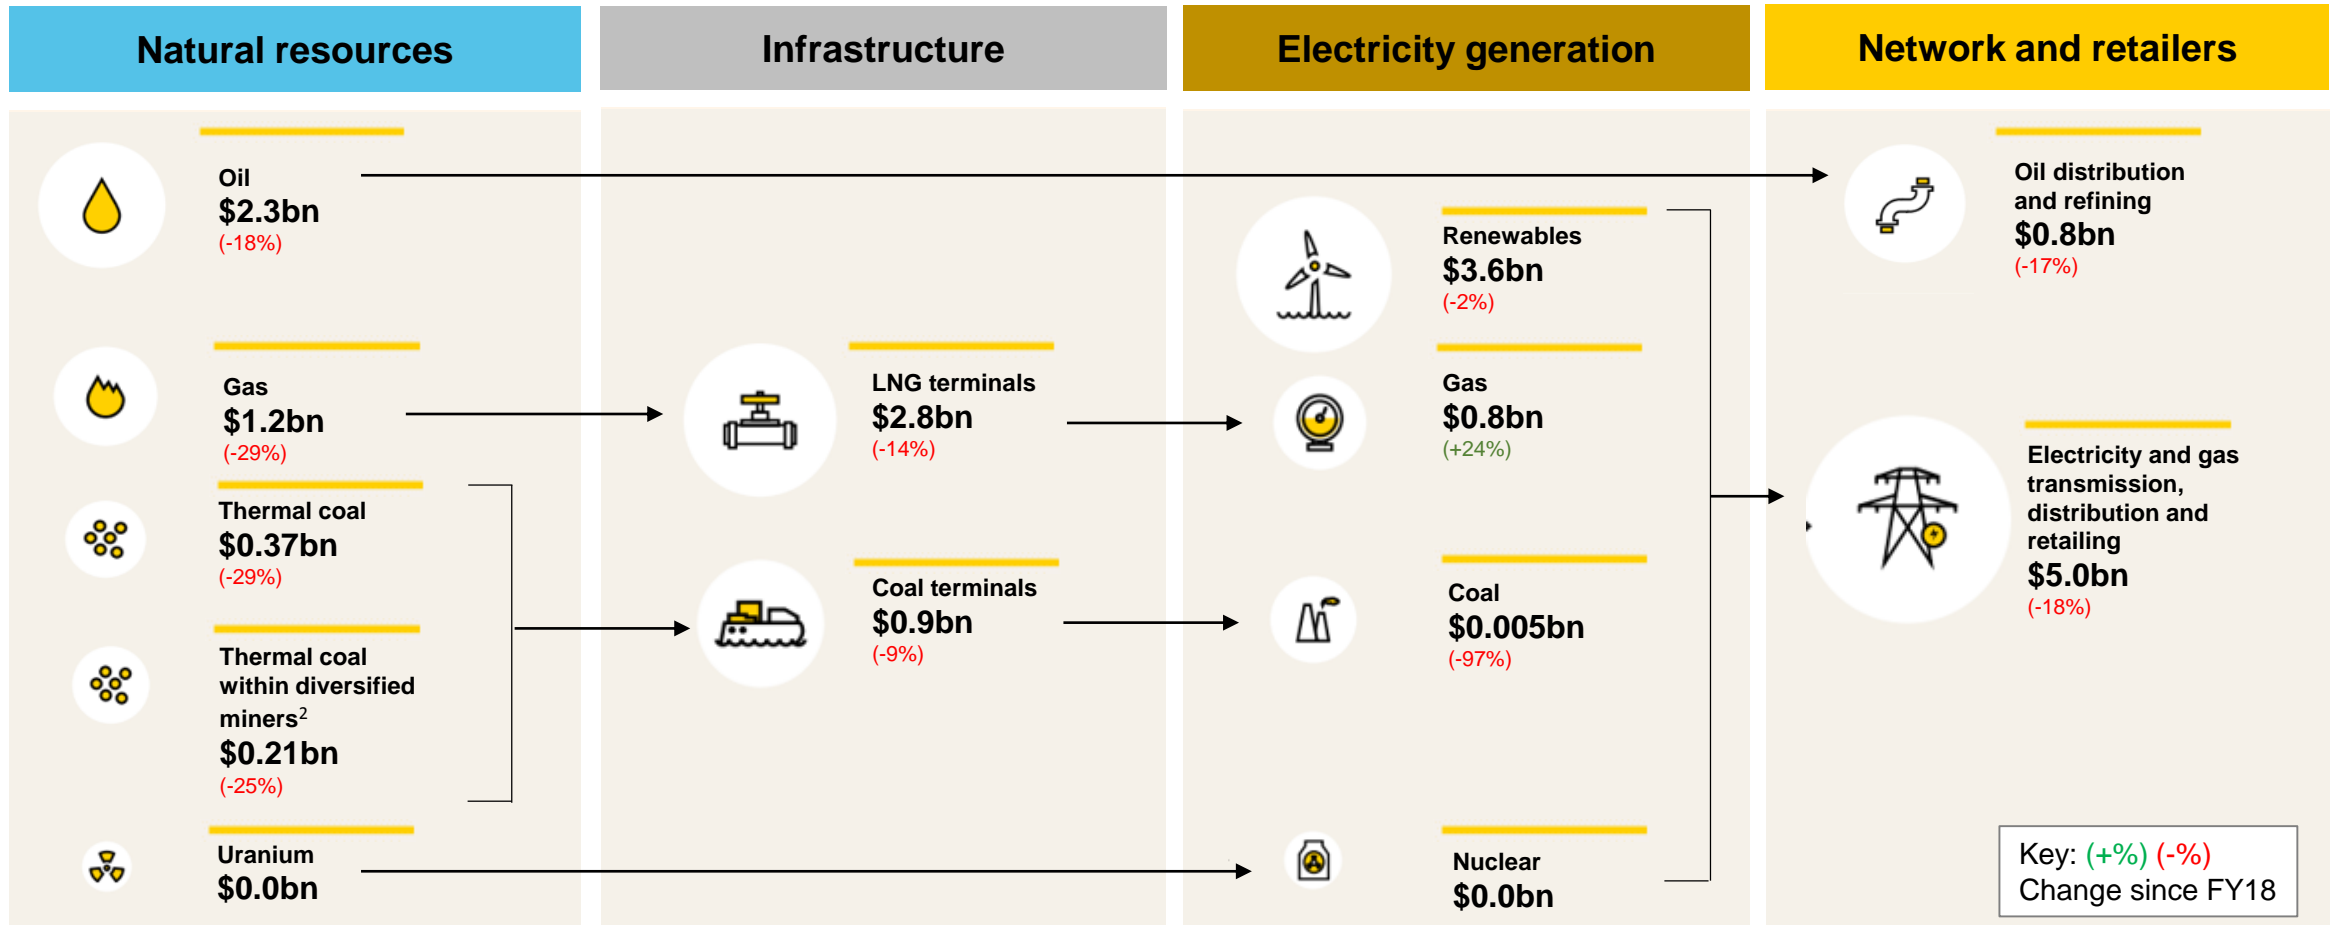 Natural resources
Infrastructure
Electricity generation
Network and retailers
Oil
$2.3bn
(-18%)
Gas
$1.2bn
(-29%)
Thermal coal
$0.37bn
(-29%)
Thermal coal
within diversified
miners²
$0.21bn
(-25%)
Uranium
$0.0bn
LNG terminals
$2.8bn
(-14%)
Coal terminals
$0.9bn
(-9%)
Renewables
$3.6bn
(-2%)
Gas
$0.8bn
(+24%)
Coal
$0.005bn
(-97%)
Nuclear
$0.0bn
Oil distribution
and refining
$0.8bn
(-17%)
Electricity and gas
transmission,
distribution and
retailing
$5.0bn
(-18%)
Key: (+%) (-%)
Change since FY18